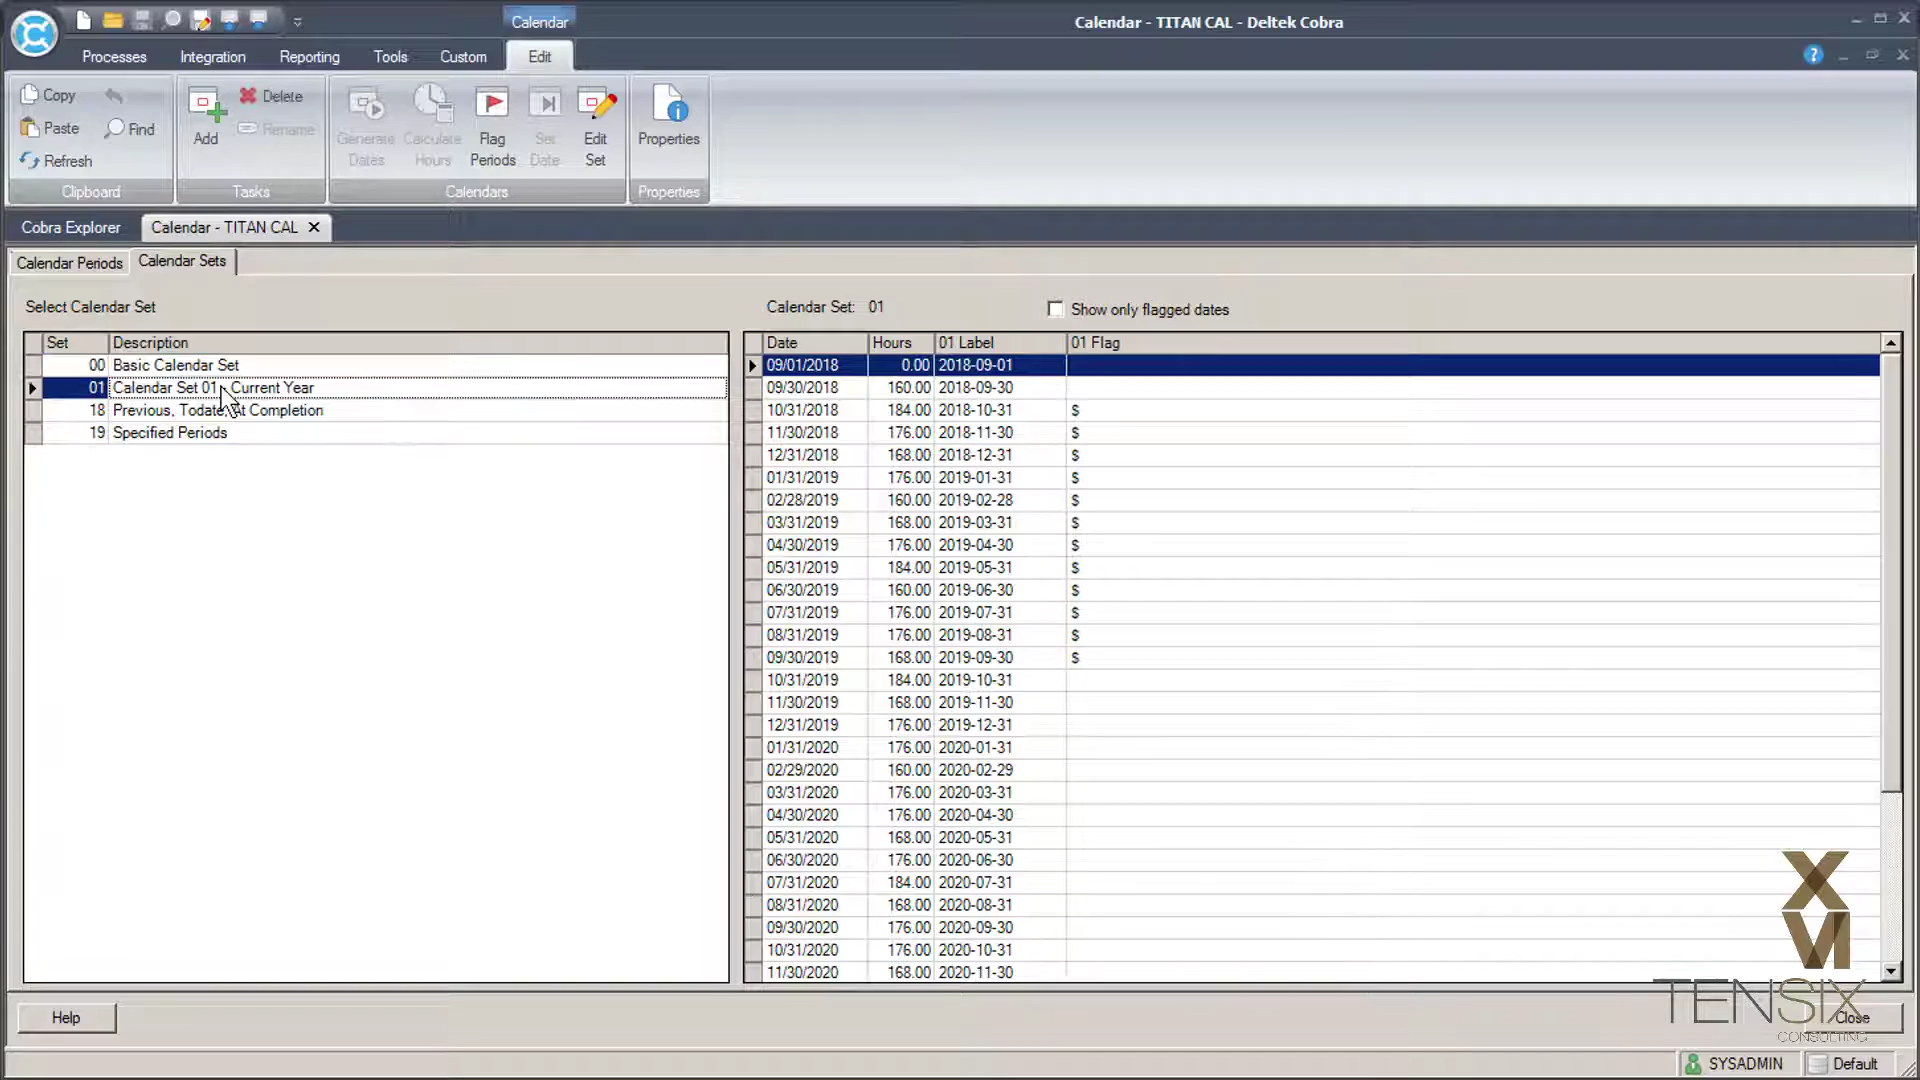 Calendar
Calendar - TITAN CAL - Deltek Cobra
Processes Integration Reporting Tools Custom Edit
Copy
Paste Find
Refresh
Clipboard
Add Delete
Rename
Tasks
Generate Dates
Calculate Hours
Flag Periods
Set Date
Edit Set
Calendars
Properties
Properties
Cobra Explorer Calendar - TITAN CAL
Calendar Periods Calendar Sets
Select Calendar Set
Set Description
00 Basic Calendar Set
01 Calendar Set 01 - Current Year
18 Previous, Todate, At Completion
19 Specified Periods
Calendar Set: 01 Show only flagged dates
Date Hours 01 Label 01 Flag
09/01/2018 0.00 2018-09-01
09/30/2018 160.00 2018-09-30
10/31/2018 184.00 2018-10-31 $
11/30/2018 176.00 2018-11-30 $
12/31/2018 168.00 2018-12-31 $
01/31/2019 176.00 2019-01-31 $
02/28/2019 160.00 2019-02-28 $
03/31/2019 168.00 2019-03-31 $
04/30/2019 176.00 2019-04-30 $
05/31/2019 184.00 2019-05-31 $
06/30/2019 160.00 2019-06-30 $
07/31/2019 176.00 2019-07-31 $
08/31/2019 176.00 2019-08-31 $
09/30/2019 168.00 2019-09-30 $
10/31/2019 184.00 2019-10-31
11/30/2019 168.00 2019-11-30
12/31/2019 176.00 2019-12-31
01/31/2020 176.00 2020-01-31
02/29/2020 160.00 2020-02-29
03/31/2020 176.00 2020-03-31
04/30/2020 176.00 2020-04-30
05/31/2020 168.00 2020-05-31
06/30/2020 176.00 2020-06-30
07/31/2020 184.00 2020-07-31
08/31/2020 168.00 2020-08-31
09/30/2020 176.00 2020-09-30
10/31/2020 176.00 2020-10-31
11/30/2020 168.00 2020-11-30
XVI
TENSIX
CONSULTING
Help Close
SYSADMIN Default